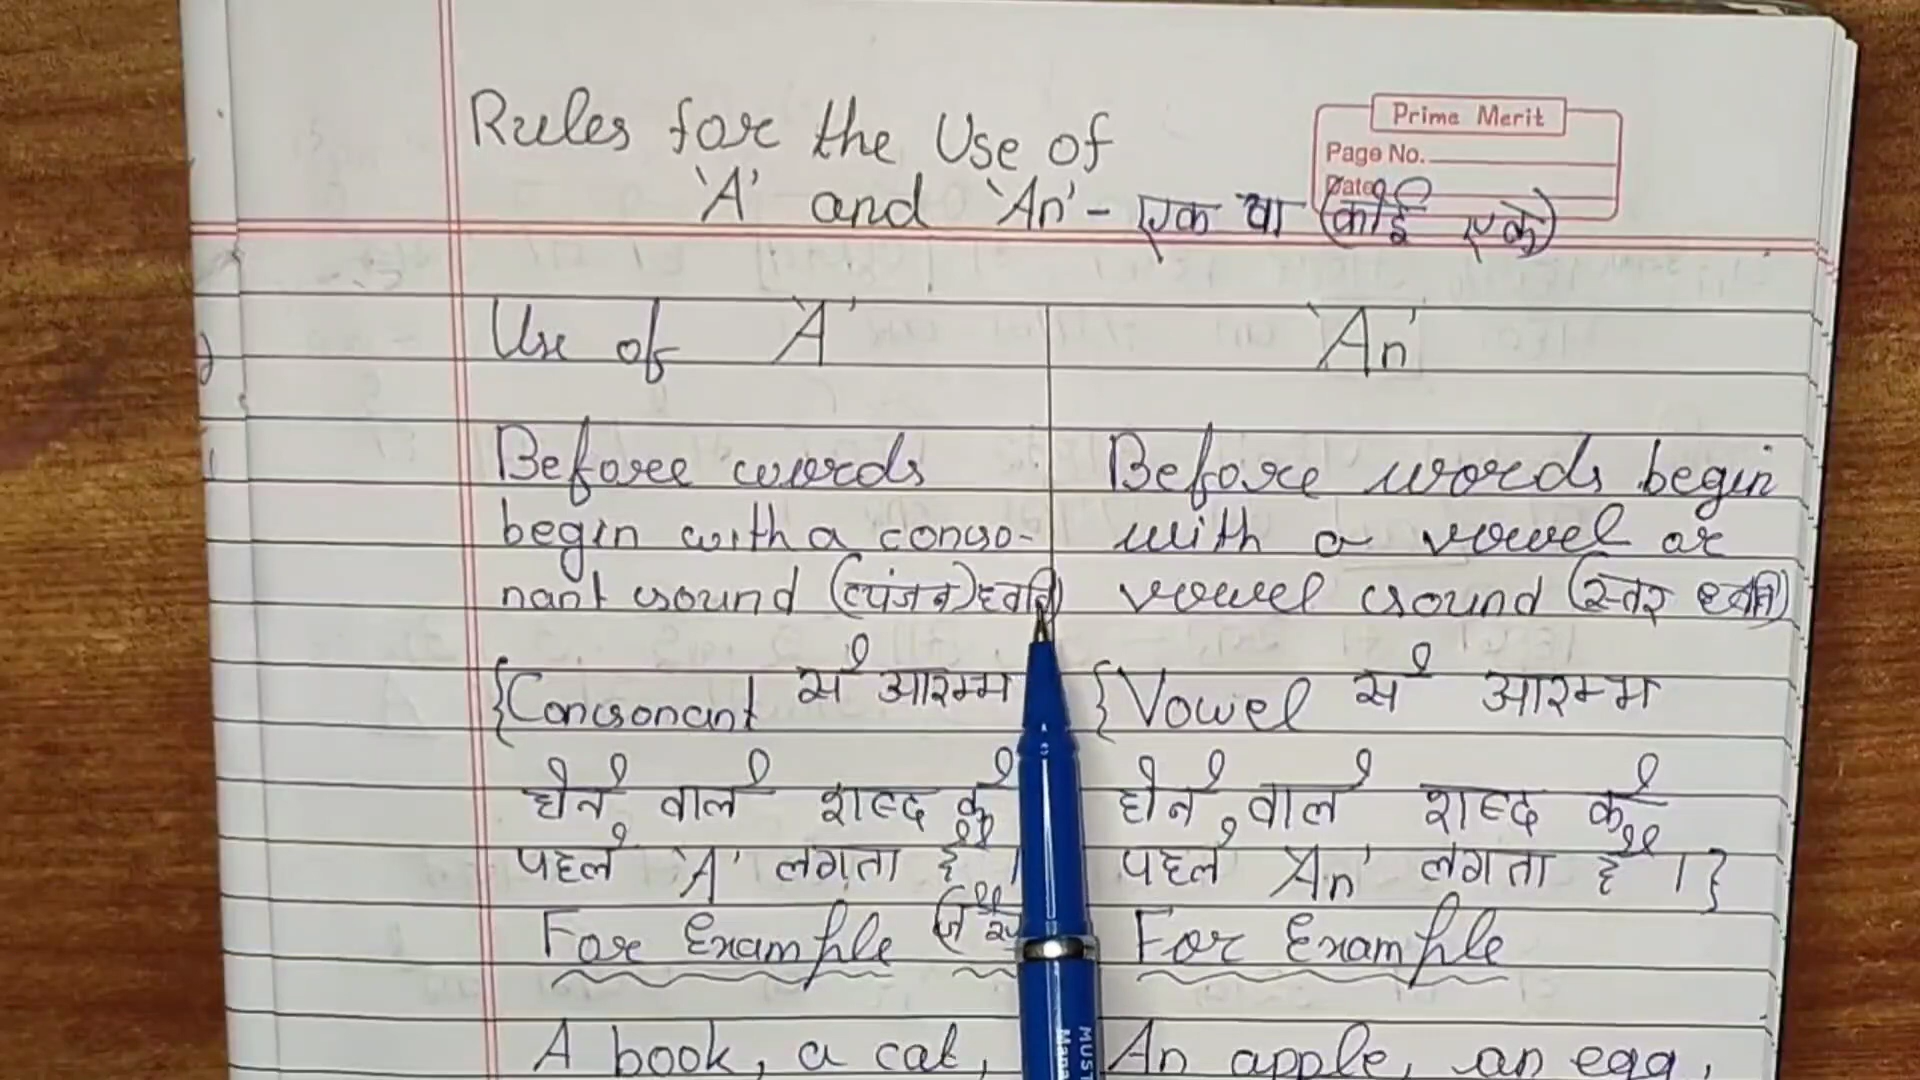 Rules for the Use of
'A' and 'An' - एक या (कोई एक)
Prime Merit
Page No.
Date
Use of 'A'
'An'
Before words
begin with a conso-
nant sound (व्यंजन) ध्वनि
{Consonant से आरम्भ
होने वाले शब्द के
पहले 'A' लगता है ।
For Example
A book, a cat,
Before words begin
with a vowel or
vowel sound (स्वर ध्वनि)
{Vowel से आरम्भ
होने वाले शब्द के
पहले 'An' लगता है ।}
For Example
An apple, an egg,